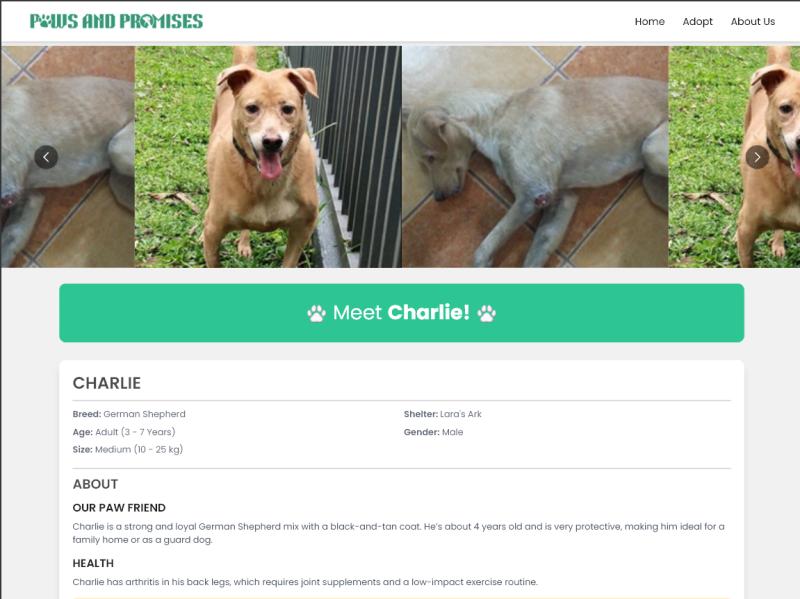 PAWS AND PROMISES
Home Adopt About Us
Meet Charlie!
CHARLIE
Breed: German Shepherd
Shelter: Lara's Ark
Age: Adult (3 - 7 Years)
Gender: Male
Size: Medium (10 - 25 kg)
ABOUT
OUR PAW FRIEND
Charlie is a strong and loyal German Shepherd mix with a black-and-tan coat. He's about 4 years old and is very protective, making him ideal for a
family home or as a guard dog.
HEALTH
Charlie has arthritis in his back legs, which requires joint supplements and a low-impact exercise routine.